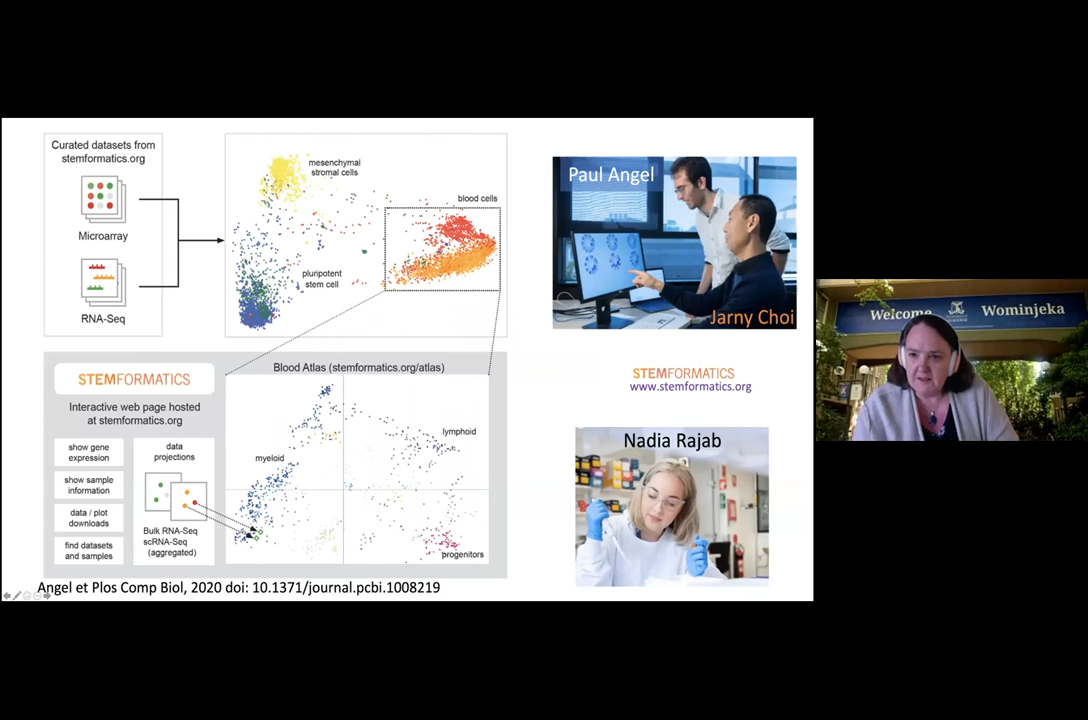 Curated datasets from
stemformatics.org
Microarray
RNA-Seq
mesenchymal
stromal cells
blood cells
pluripotent
stem cell
STEMFORMATICS
Interactive web page hosted
at stemformatics.org
show gene
expression
show sample
information
data / plot
downloads
find datasets
and samples
data
projections
Bulk RNA-Seq
scRNA-Seq
(aggregated)
Blood Atlas (stemformatics.org/atlas)
myeloid
lymphoid
progenitors
Angel et Plos Comp Biol, 2020 doi: 10.1371/journal.pcbi.1008219
Paul Angel
Jarny Choi
STEMFORMATICS
www.stemformatics.org
Nadia Rajab
Welcome
Wominjeka